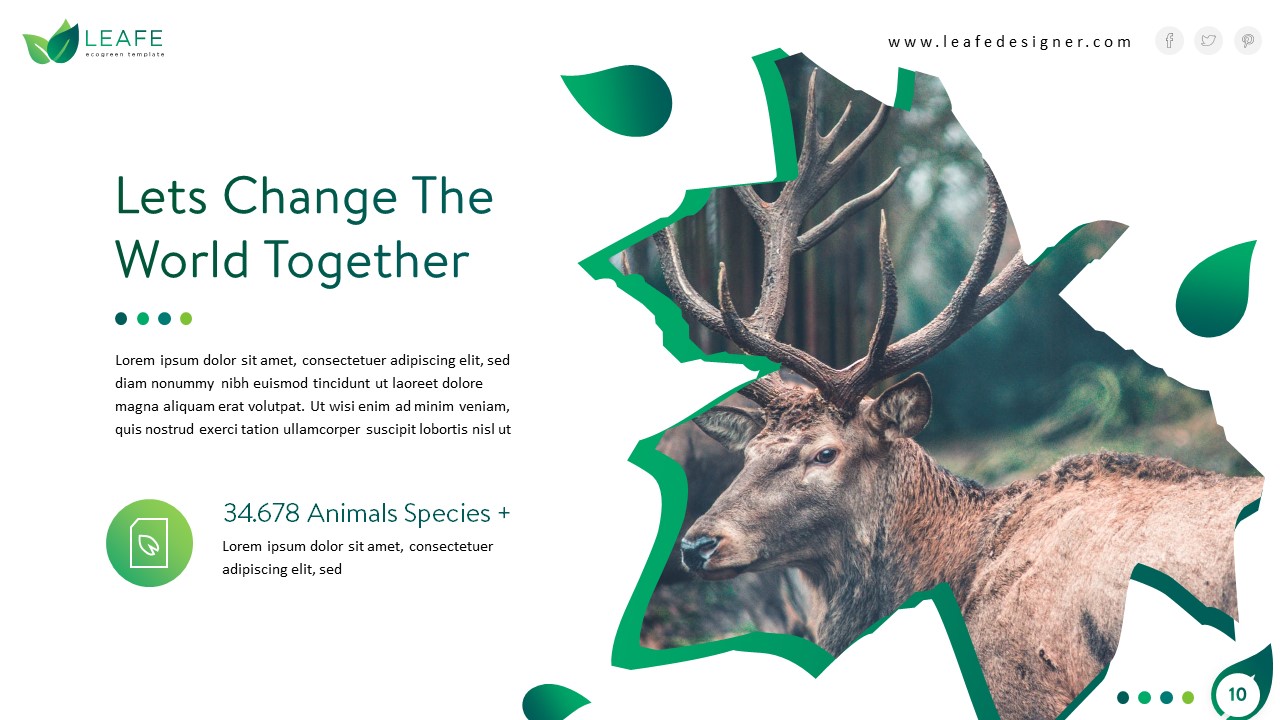 LEAFE
ecogreen template
www.leafedesigner.com
Lets Change The
World Together
Lorem ipsum dolor sit amet, consectetuer adipiscing elit, sed
diam nonummy nibh euismod tincidunt ut laoreet dolore
magna aliquam erat volutpat. Ut wisi enim ad minim veniam,
quis nostrud exerci tation ullamcorper suscipit lobortis nisl ut
34.678 Animals Species +
Lorem ipsum dolor sit amet, consectetuer
adipiscing elit, sed
10